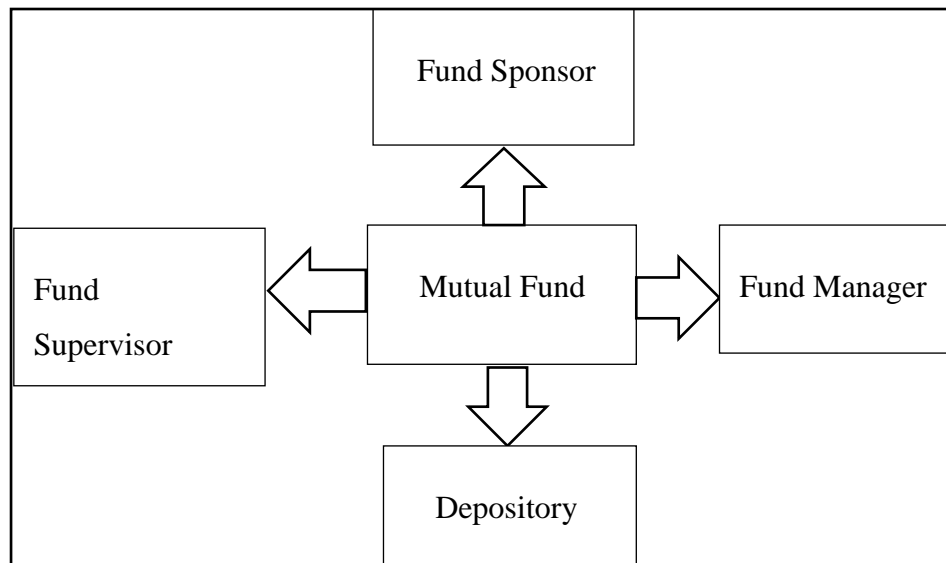 Fund Sponsor
Fund
Supervisor
Mutual Fund
Fund Manager
Depository